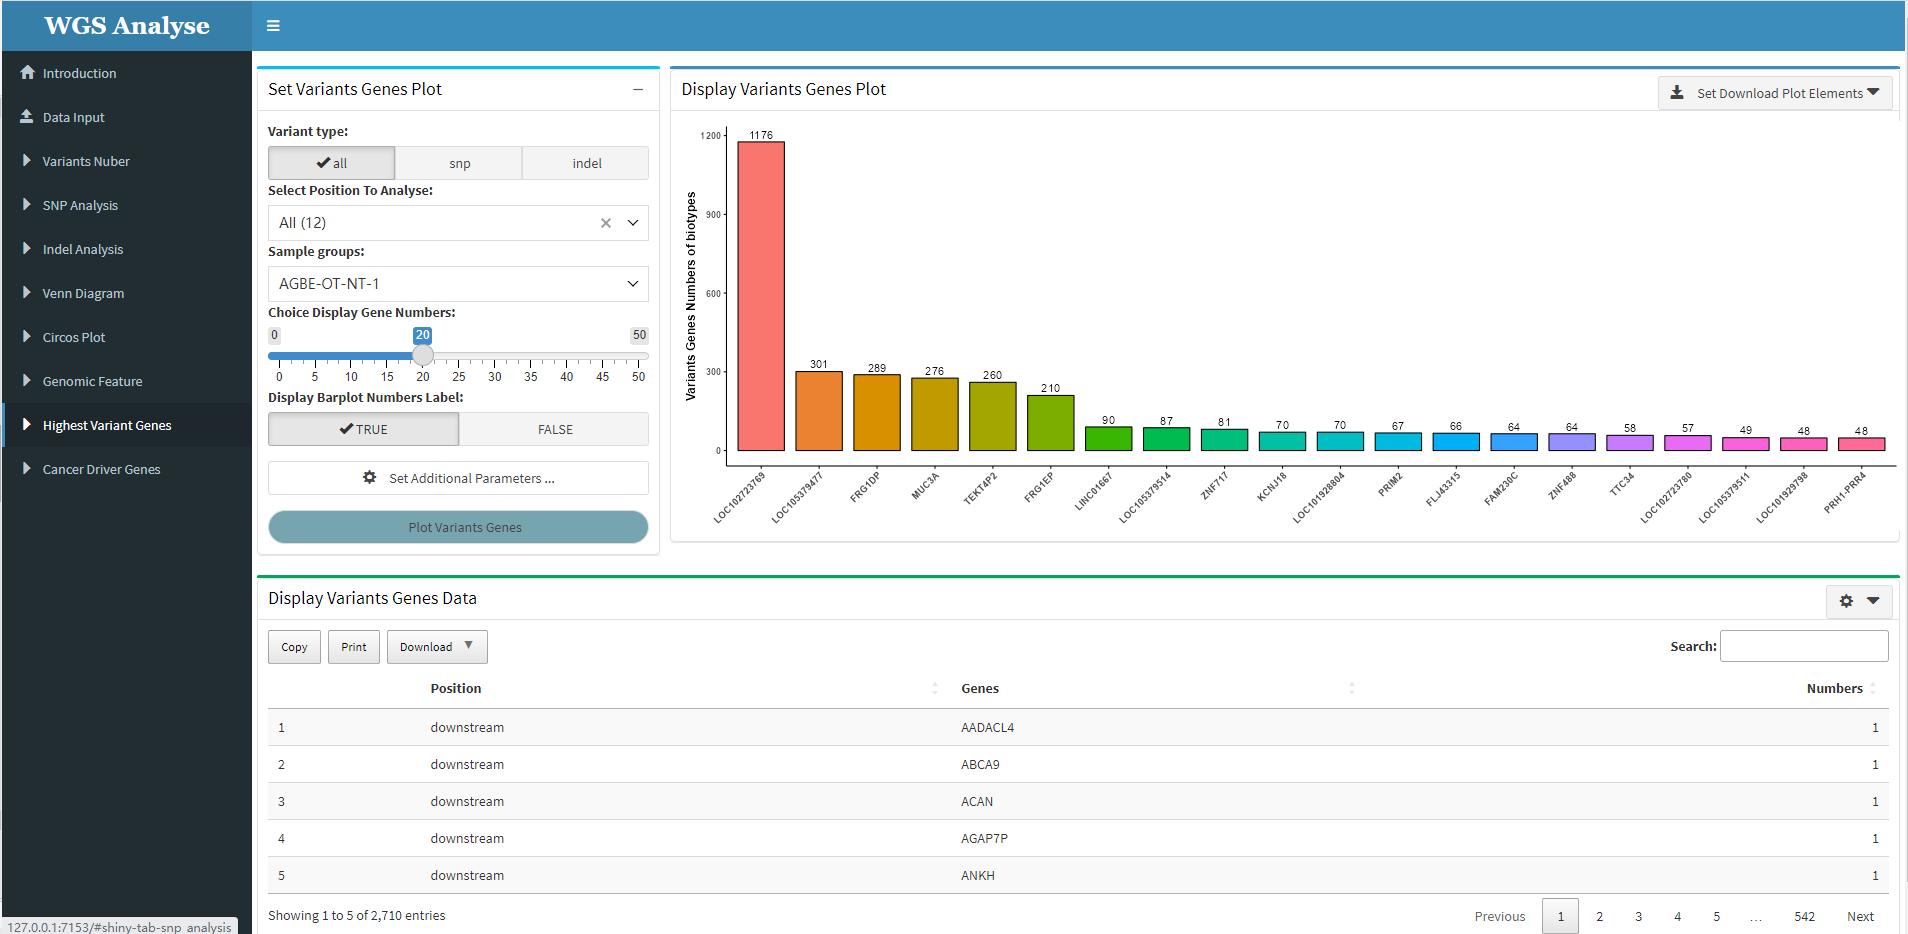 WGS Analyse
Introduction
Data Input
Variants Nuber
SNP Analysis
Indel Analysis
Venn Diagram
Circos Plot
Genomic Feature
Highest Variant Genes
Cancer Driver Genes
Set Variants Genes Plot
Variant type:
all snp indel
Select Position To Analyse:
All (12)
Sample groups:
AGBE-OT-NT-1
Choice Display Gene Numbers:
0 20 50
0 5 10 15 20 25 30 35 40 45 50
Display Barplot Numbers Label:
TRUE FALSE
Set Additional Parameters ...
Plot Variants Genes
Display Variants Genes Plot
Set Download Plot Elements
Variants Genes Numbers of biotypes
1200
900
600
300
0
1176 301 289 276 260 210 90 87 81 70 70 67 66 64 64 58 57 49 48 48
LOC102723769 LOC105379477 FRG1DP MUC3A TEKT4P2 FRG1EP LINC01667 LOC105379514 ZNF717 KCNJ18 LOC101928804 PRIM2 FLJ43315 FAM230C ZNF488 TTC34 LOC102723780 LOC105379511 LOC101929798 PRH1-PRR4
Display Variants Genes Data
Copy Print Download
Search:
Position Genes Numbers
1 downstream AADACL4 1
2 downstream ABCA9 1
3 downstream ACAN 1
4 downstream AGAP7P 1
5 downstream ANKH 1
Showing 1 to 5 of 2,710 entries
Previous 1 2 3 4 5 … 542 Next
127.0.0.1:7153/#shiny-tab-snp_analysis